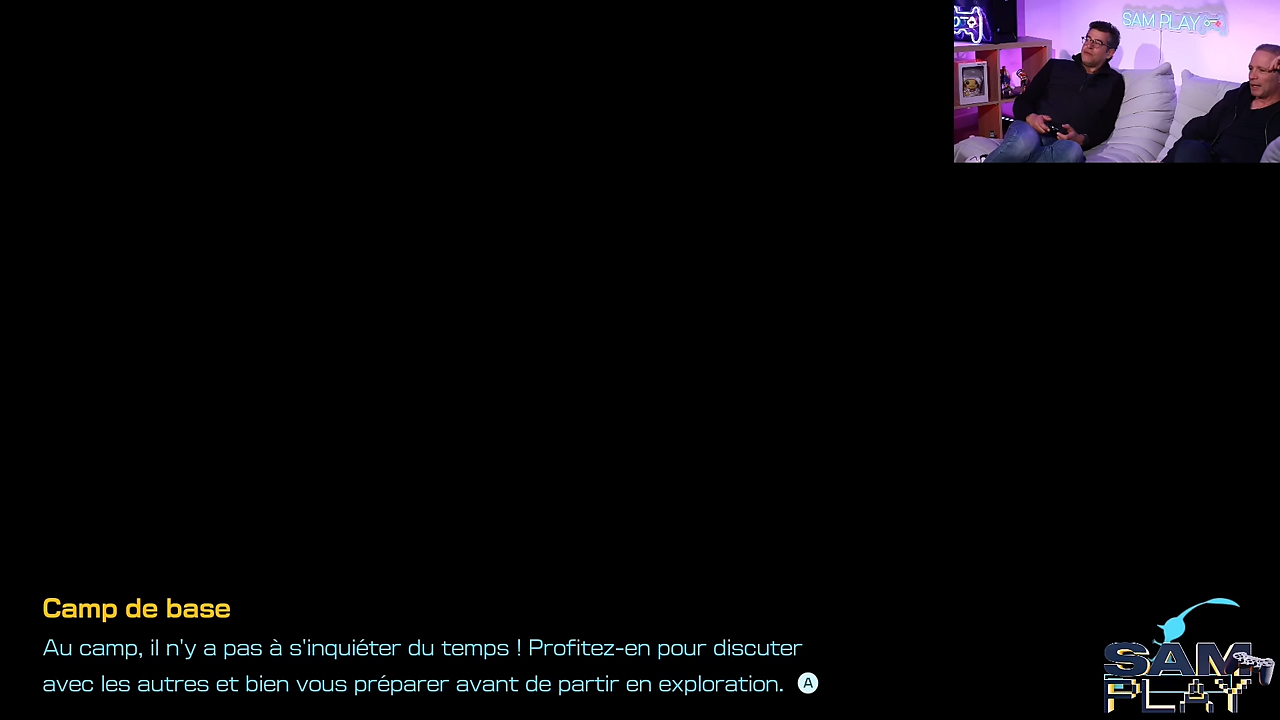 SAM PLAY
Camp de base
Au camp, il n'y a pas à s'inquiéter du temps ! Profitez-en pour discuter
avec les autres et bien vous préparer avant de partir en exploration. A
SAM
PLAY